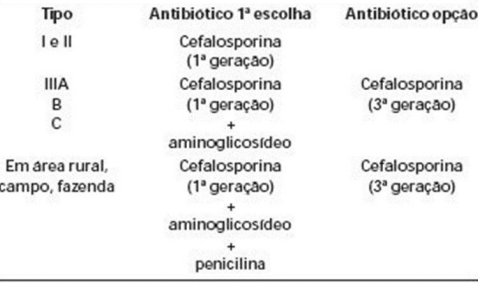 Tipo Antibiótico 1ª escolha Antibiótico opção
I e II Cefalosporina
(1ª geração)
IIIA Cefalosporina Cefalosporina
B (1ª geração) (3ª geração)
C +
aminoglicosídeo
Em área rural, Cefalosporina Cefalosporina
campo, fazenda (1ª geração) (3ª geração)
+
aminoglicosídeo
+
penicilina